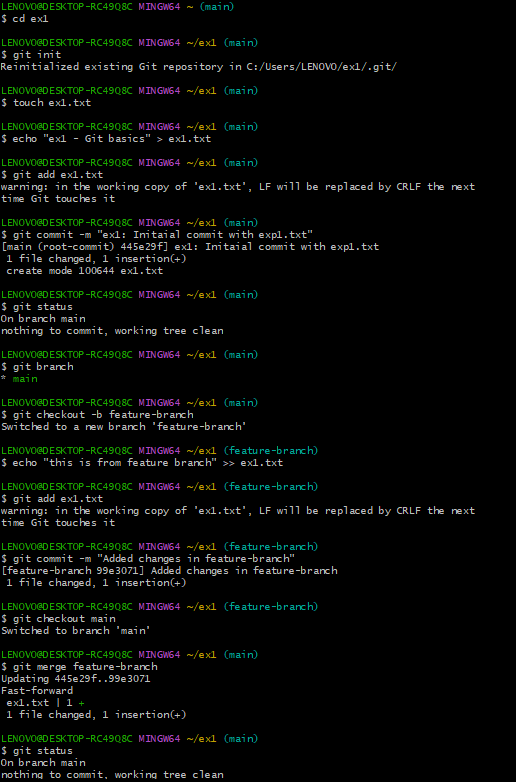 LENOVO@DESKTOP-RC49Q8C MINGW64 ~ (main)
$ cd ex1
LENOVO@DESKTOP-RC49Q8C MINGW64 ~/ex1 (main)
$ git init
Reinitialized existing Git repository in C:/Users/LENOVO/ex1/.git/
LENOVO@DESKTOP-RC49Q8C MINGW64 ~/ex1 (main)
$ touch ex1.txt
LENOVO@DESKTOP-RC49Q8C MINGW64 ~/ex1 (main)
$ echo "ex1 - Git basics" > ex1.txt
LENOVO@DESKTOP-RC49Q8C MINGW64 ~/ex1 (main)
$ git add ex1.txt
warning: in the working copy of 'ex1.txt', LF will be replaced by CRLF the next
time Git touches it
LENOVO@DESKTOP-RC49Q8C MINGW64 ~/ex1 (main)
$ git commit -m "ex1: Initaial commit with exp1.txt"
[main (root-commit) 445e29f] ex1: Initaial commit with exp1.txt
1 file changed, 1 insertion(+)
create mode 100644 ex1.txt
LENOVO@DESKTOP-RC49Q8C MINGW64 ~/ex1 (main)
$ git status
On branch main
nothing to commit, working tree clean
LENOVO@DESKTOP-RC49Q8C MINGW64 ~/ex1 (main)
$ git branch
* main
LENOVO@DESKTOP-RC49Q8C MINGW64 ~/ex1 (main)
$ git checkout -b feature-branch
Switched to a new branch 'feature-branch'
LENOVO@DESKTOP-RC49Q8C MINGW64 ~/ex1 (feature-branch)
$ echo "this is from feature branch" >> ex1.txt
LENOVO@DESKTOP-RC49Q8C MINGW64 ~/ex1 (feature-branch)
$ git add ex1.txt
warning: in the working copy of 'ex1.txt', LF will be replaced by CRLF the next
time Git touches it
LENOVO@DESKTOP-RC49Q8C MINGW64 ~/ex1 (feature-branch)
$ git commit -m "Added changes in feature-branch"
[feature-branch 99e3071] Added changes in feature-branch
1 file changed, 1 insertion(+)
LENOVO@DESKTOP-RC49Q8C MINGW64 ~/ex1 (feature-branch)
$ git checkout main
Switched to branch 'main'
LENOVO@DESKTOP-RC49Q8C MINGW64 ~/ex1 (main)
$ git merge feature-branch
Updating 445e29f..99e3071
Fast-forward
ex1.txt | 1 +
1 file changed, 1 insertion(+)
LENOVO@DESKTOP-RC49Q8C MINGW64 ~/ex1 (main)
$ git status
On branch main
nothing to commit, working tree clean